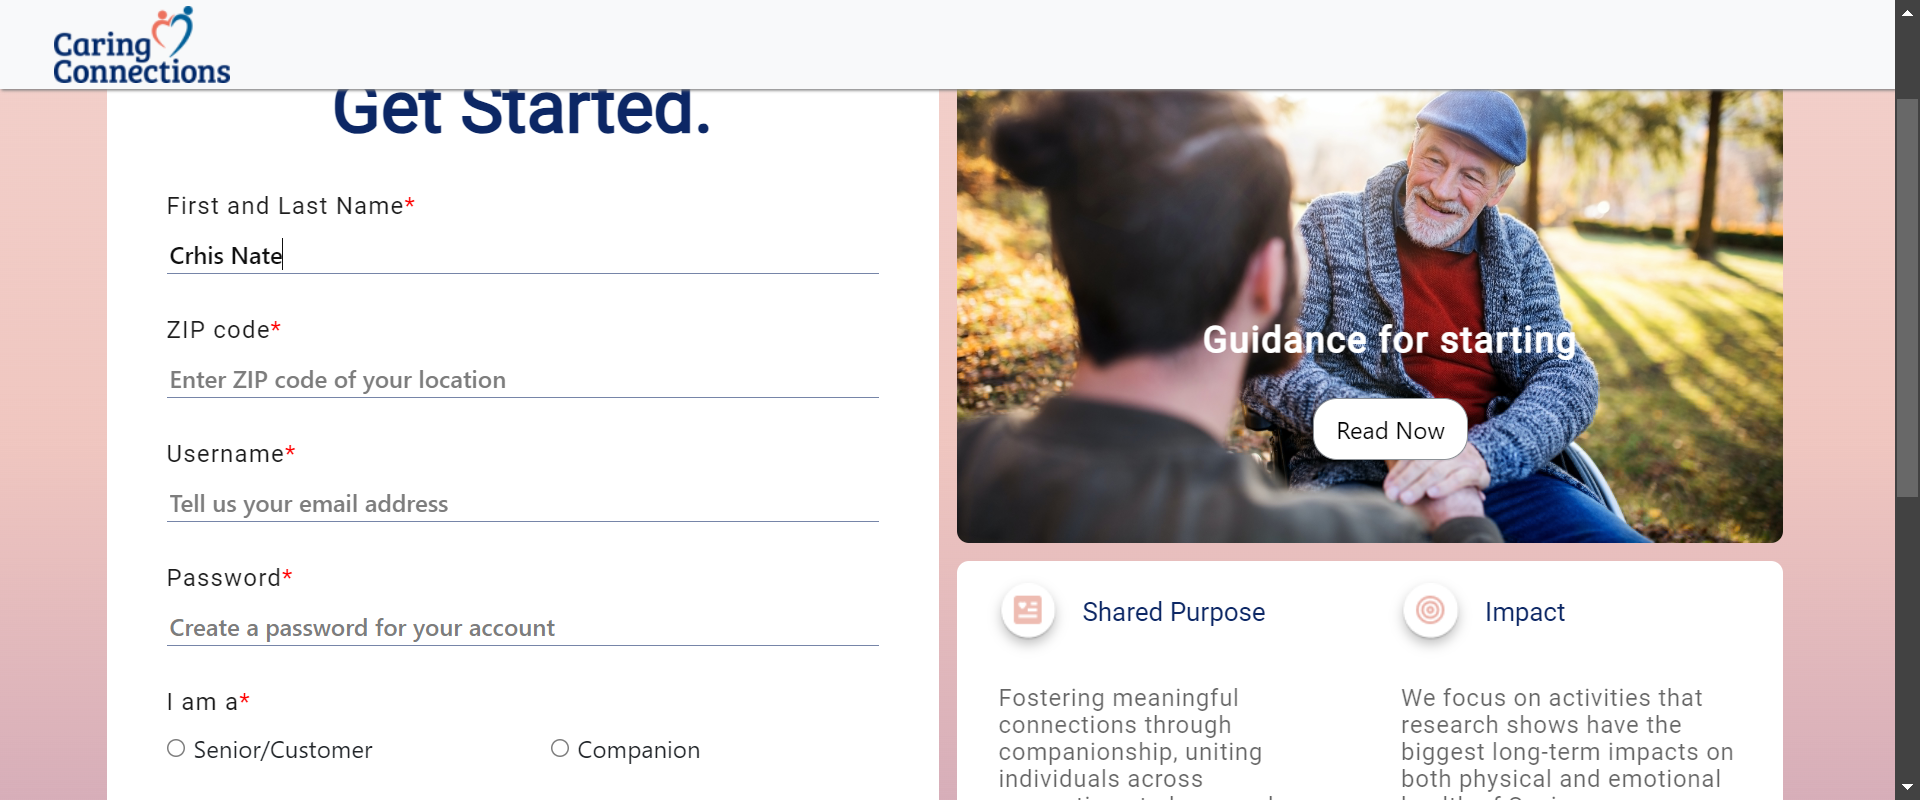 Caring
Connections
Get Started.
First and Last Name*
Crhis Nate
ZIP code*
Enter ZIP code of your location
Username*
Tell us your email address
Password*
Create a password for your account
I am a*
Senior/Customer
Companion
Guidance for starting
Read Now
Shared Purpose
Fostering meaningful
connections through
companionship, uniting
individuals across
Impact
We focus on activities that
research shows have the
biggest long-term impacts on
both physical and emotional